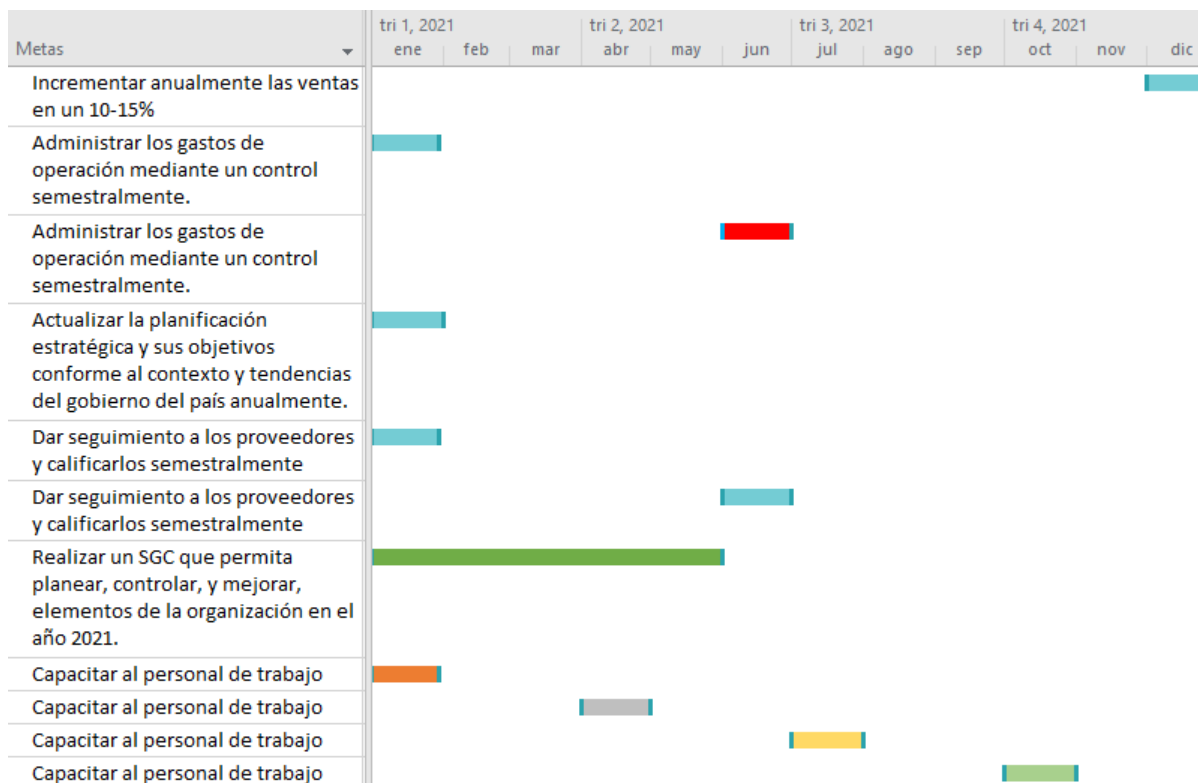 tri 1, 2021 tri 2, 2021 tri 3, 2021 tri 4, 2021
Metas ene feb mar abr may jun jul ago sep oct nov dic
Incrementar anualmente las ventas
en un 10-15%
Administrar los gastos de
operación mediante un control
semestralmente.
Administrar los gastos de
operación mediante un control
semestralmente.
Actualizar la planificación
estratégica y sus objetivos
conforme al contexto y tendencias
del gobierno del país anualmente.
Dar seguimiento a los proveedores
y calificarlos semestralmente
Dar seguimiento a los proveedores
y calificarlos semestralmente
Realizar un SGC que permita
planear, controlar, y mejorar,
elementos de la organización en el
año 2021.
Capacitar al personal de trabajo
Capacitar al personal de trabajo
Capacitar al personal de trabajo
Capacitar al personal de trabajo